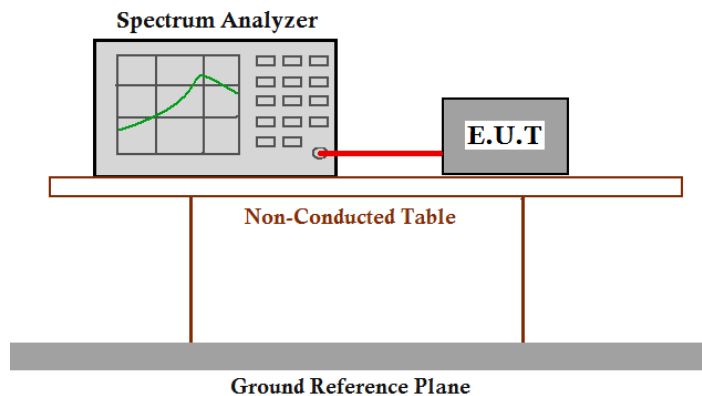 Spectrum Analyzer
E.U.T
Non-Conducted Table
Ground Reference Plane